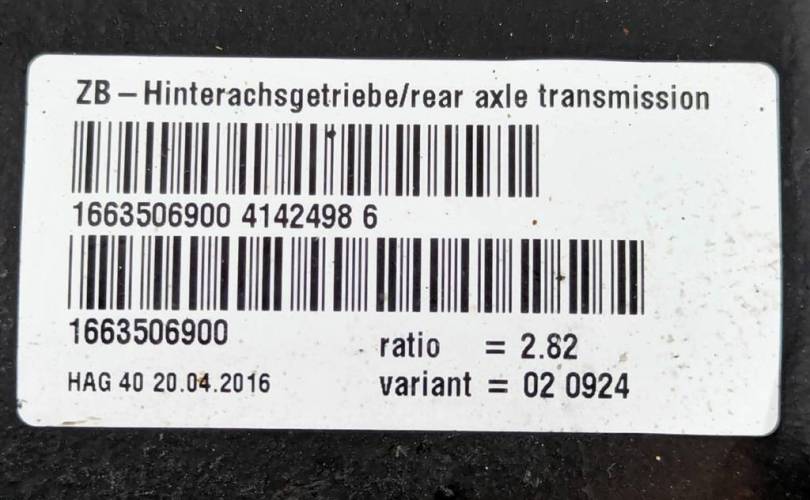 ZB – Hinterachsgetriebe/rear axle transmission
1663506900 4142498 6
1663506900
ratio = 2.82
HAG 40 20.04.2016
variant = 02 0924